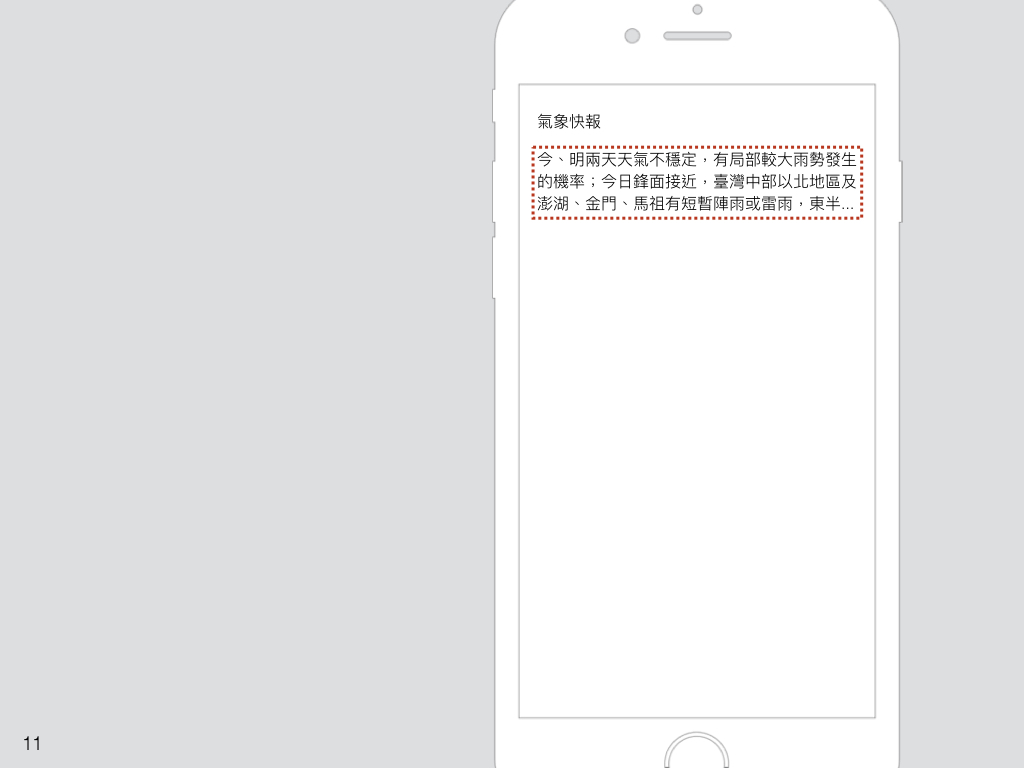 氣象快報
今、明兩天天氣不穩定，有局部較大雨勢發生
的機率；今日鋒面接近，臺灣中部以北地區及
澎湖、金門、馬祖有短暫陣雨或雷雨，東半...
11